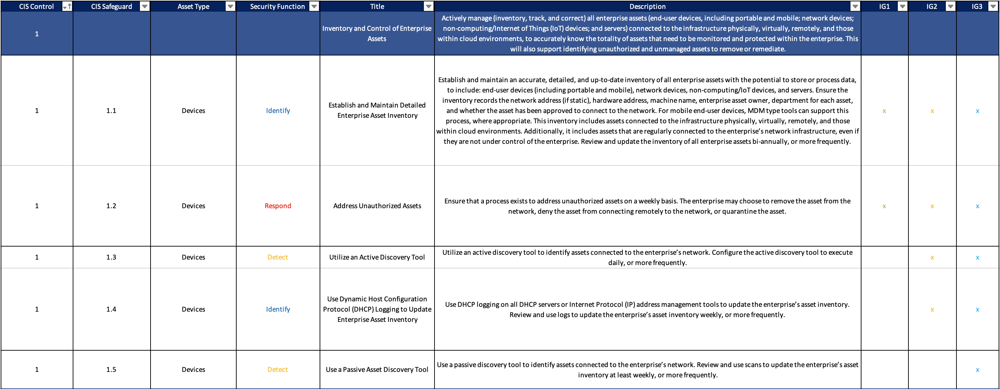 CIS Control CIS Safeguard Asset Type Security Function Title Description IG1 IG2 IG3
1
Inventory and Control of Enterprise
Assets
Actively manage (inventory, track, and correct) all enterprise assets (end-user devices, including portable and mobile; network devices;
non-computing/Internet of Things (IoT) devices; and servers) connected to the infrastructure physically, virtually, remotely, and those
within cloud environments, to accurately know the totality of assets that need to be monitored and protected within the enterprise. This
will also support identifying unauthorized and unmanaged assets to remove or remediate.
1 1.1 Devices Identify
Establish and Maintain Detailed
Enterprise Asset Inventory
Establish and maintain an accurate, detailed, and up-to-date inventory of all enterprise assets with the potential to store or process data,
to include: end-user devices (including portable and mobile), network devices, non-computing/IoT devices, and servers. Ensure the
inventory records the network address (if static), hardware address, machine name, enterprise asset owner, department for each asset,
and whether the asset has been approved to connect to the network. For mobile end-user devices, MDM type tools can support this
process, where appropriate. This inventory includes assets connected to the infrastructure physically, virtually, remotely, and those
within cloud environments. Additionally, it includes assets that are regularly connected to the enterprise's network infrastructure, even if
they are not under control of the enterprise. Review and update the inventory of all enterprise assets bi-annually, or more frequently.
x x x
1 1.2 Devices Respond Address Unauthorized Assets
Ensure that a process exists to address unauthorized assets on a weekly basis. The enterprise may choose to remove the asset from the
network, deny the asset from connecting remotely to the network, or quarantine the asset.
x x x
1 1.3 Devices Detect Utilize an Active Discovery Tool
Utilize an active discovery tool to identify assets connected to the enterprise's network. Configure the active discovery tool to execute
daily, or more frequently.
x x
1 1.4 Devices Identify
Use Dynamic Host Configuration
Protocol (DHCP) Logging to Update
Enterprise Asset Inventory
Use DHCP logging on all DHCP servers or Internet Protocol (IP) address management tools to update the enterprise's asset inventory.
Review and use logs to update the enterprise's asset inventory weekly, or more frequently.
x x
1 1.5 Devices Detect Use a Passive Asset Discovery Tool
Use a passive discovery tool to identify assets connected to the enterprise's network. Review and use scans to update the enterprise's asset
inventory at least weekly, or more frequently.
x